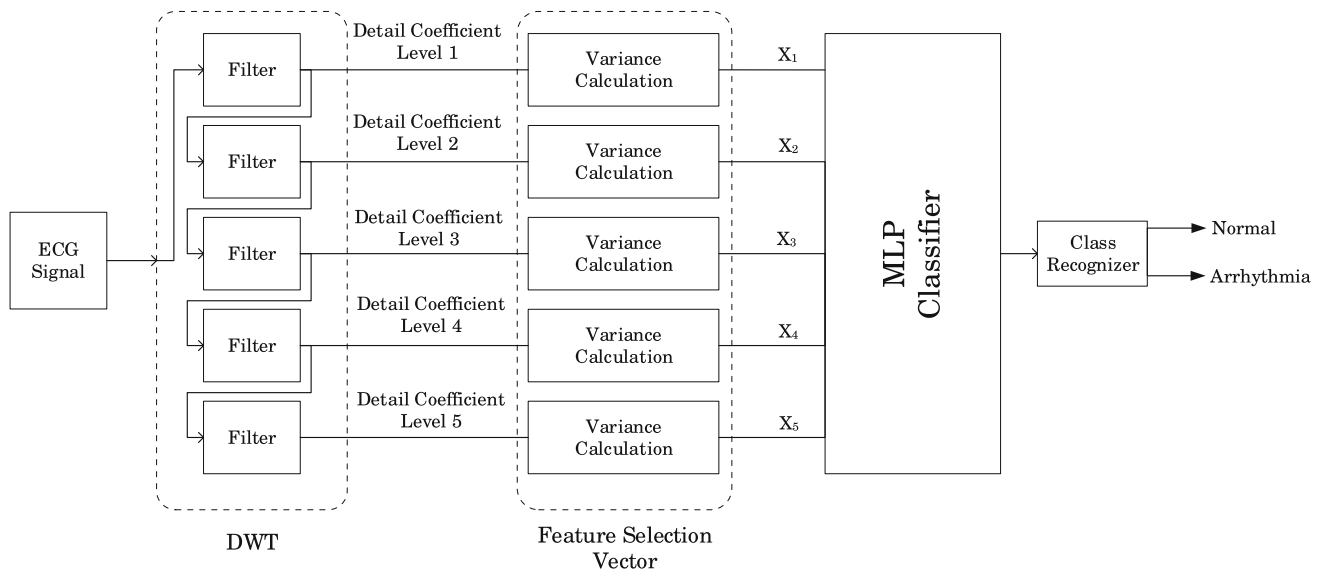 Detail Coefficient
Level 1
Filter
Variance
Calculation
X₁
Detail Coefficient
Level 2
Filter
Variance
Calculation
X₂
Detail Coefficient
Level 3
Filter
Variance
Calculation
X₃
ECG
Signal
MLP
Classifier
Class
Recognizer
Normal
Arrhythmia
Detail Coefficient
Level 4
Filter
Variance
Calculation
X₄
Detail Coefficient
Level 5
Filter
Variance
Calculation
X₅
DWT
Feature Selection
Vector